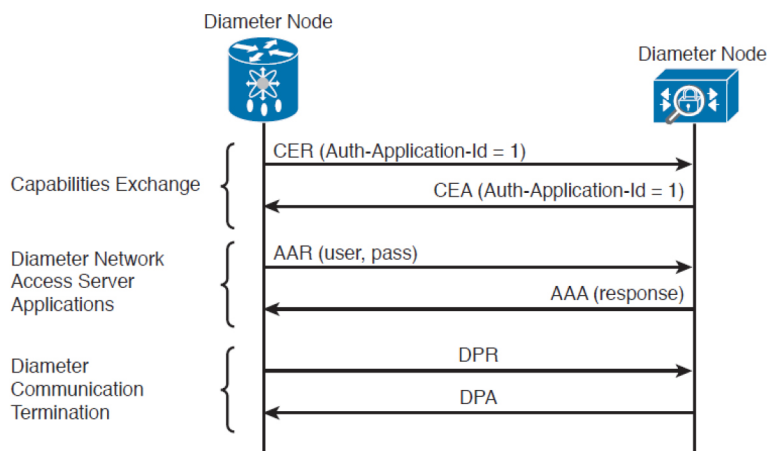 Diameter Node
Diameter Node
CER (Auth-Application-Id = 1)
Capabilities Exchange
CEA (Auth-Application-Id = 1)
AAR (user, pass)
Diameter Network
Access Server
Applications
AAA (response)
DPR
Diameter
Communication
Termination
DPA